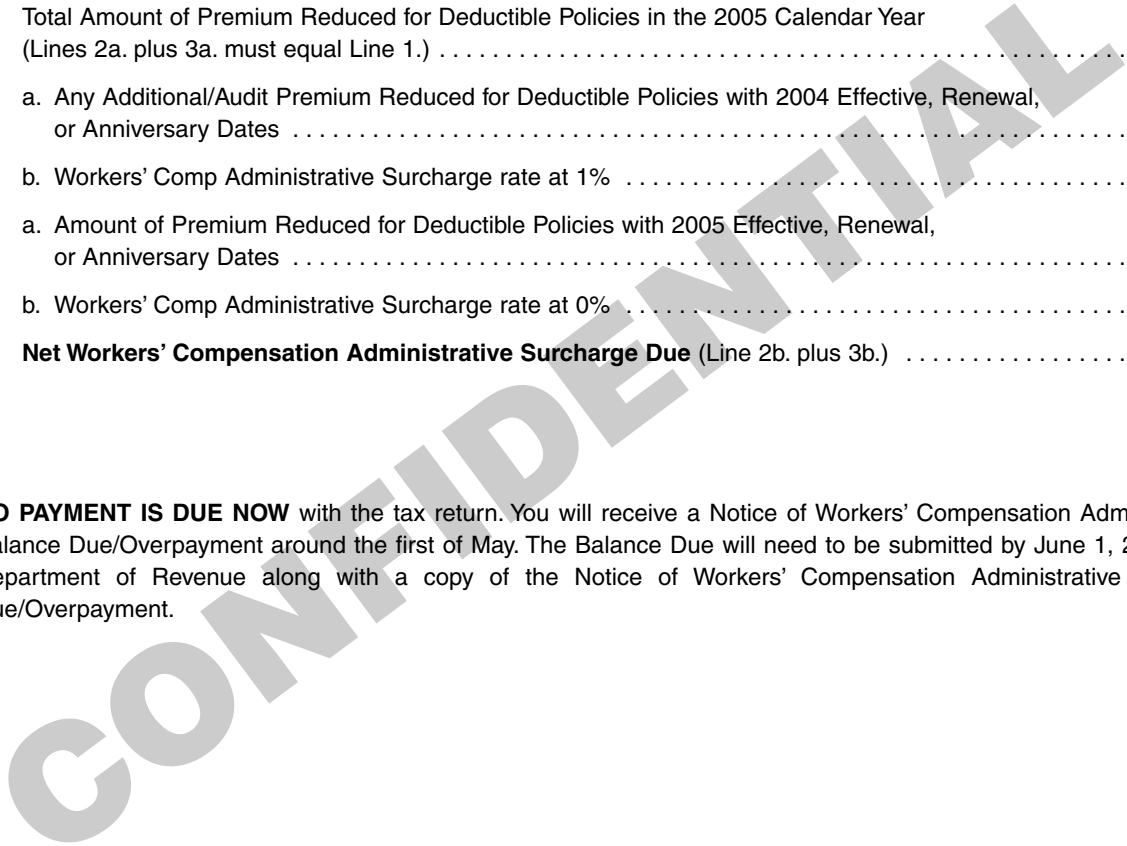 Total Amount of Premium Reduced for Deductible Policies in the 2005 Calendar Year
(Lines 2a. plus 3a. must equal Line 1.) . . . . . . . . . . . . . . . . . . . . . . . . . . . . . . . . . . . . . . . . . . . . . . . . . . . .
a. Any Additional/Audit Premium Reduced for Deductible Policies with 2004 Effective, Renewal,
or Anniversary Dates . . . . . . . . . . . . . . . . . . . . . . . . . . . . . . . . . . . . . . . . . . . . . . . . . . . . . . . . . . . . . . .
b. Workers' Comp Administrative Surcharge rate at 1% . . . . . . . . . . . . . . . . . . . . . . . . . . . . . . . . . . . . . .
a. Amount of Premium Reduced for Deductible Policies with 2005 Effective, Renewal,
or Anniversary Dates . . . . . . . . . . . . . . . . . . . . . . . . . . . . . . . . . . . . . . . . . . . . . . . . . . . . . . . . . . . . . . .
b. Workers' Comp Administrative Surcharge rate at 0% . . . . . . . . . . . . . . . . . . . . . . . . . . . . . . . . . . . . . .
Net Workers' Compensation Administrative Surcharge Due (Line 2b. plus 3b.) . . . . . . . . . . . . . . . . .
O PAYMENT IS DUE NOW with the tax return. You will receive a Notice of Workers' Compensation Adm
alance Due/Overpayment around the first of May. The Balance Due will need to be submitted by June 1, 2
epartment of Revenue along with a copy of the Notice of Workers' Compensation Administrative
ue/Overpayment.
CONFIDENTIAL